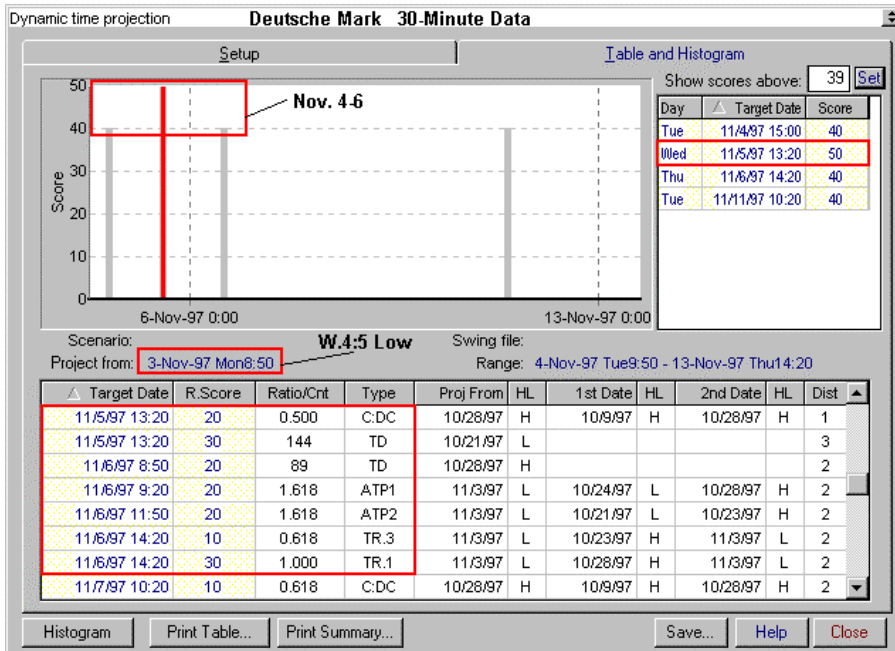 Dynamic time projection Deutsche Mark 30-Minute Data
Setup Table and Histogram
Show scores above: 39 Set
Day Target Date Score
Tue 11/4/97 15:00 40
Wed 11/5/97 13:20 50
Thu 11/6/97 14:20 40
Tue 11/11/97 10:20 40
Nov. 4-6
50
40
30
20
10
0
Score
6-Nov-97 0:00 13-Nov-97 0:00
Scenario: W.4:5 Low Swing file:
Project from: 3-Nov-97 Mon8:50 Range: 4-Nov-97 Tue9:50 - 13-Nov-97 Thu14:20
Target Date R.Score Ratio/Cnt Type Proj From HL 1st Date HL 2nd Date HL Dist
11/5/97 13:20 20 0.500 C:DC 10/28/97 H 10/9/97 H 10/28/97 H 1
11/5/97 13:20 30 144 TD 10/21/97 L 3
11/6/97 8:50 20 89 TD 10/28/97 H 2
11/6/97 9:20 20 1.618 ATP1 11/3/97 L 10/24/97 L 10/28/97 H 2
11/6/97 11:50 20 1.618 ATP2 11/3/97 L 10/21/97 L 10/23/97 H 2
11/6/97 14:20 10 0.618 TR.3 11/3/97 L 10/23/97 H 11/3/97 L 2
11/6/97 14:20 30 1.000 TR.1 11/3/97 L 10/28/97 H 11/3/97 L 2
11/7/97 10:20 10 0.618 C:DC 10/28/97 H 10/9/97 H 10/28/97 H 2
Histogram Print Table... Print Summary... Save... Help Close